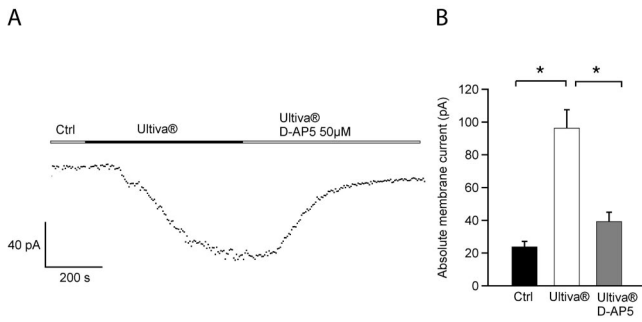 A
Ctrl
Ultiva®
Ultiva®
D-AP5 50µM
40 pA
200 s
B
*
*
Absolute membrane current (pA)
120
100
80
60
40
20
0
Ctrl
Ultiva®
Ultiva®
D-AP5